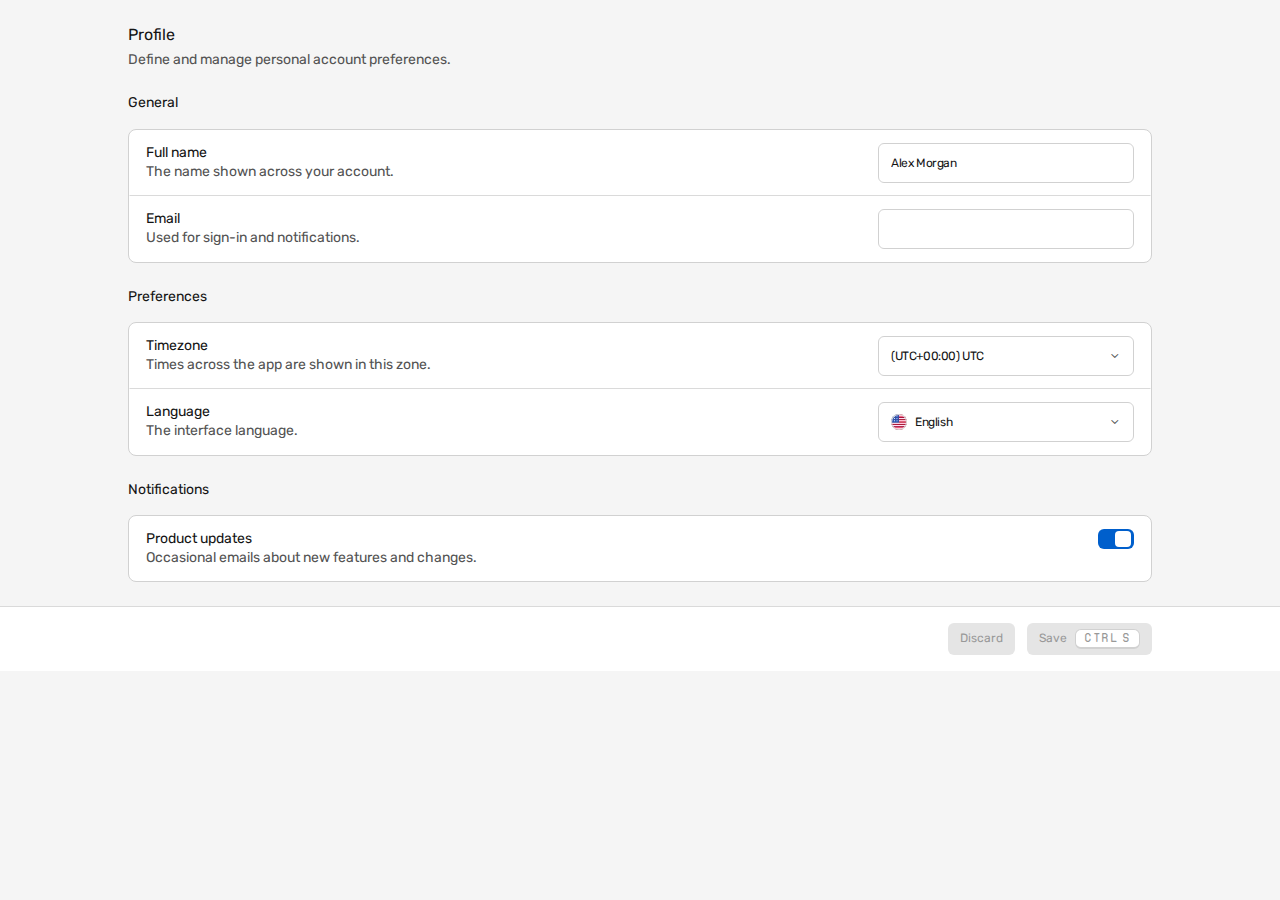 Profile
Define and manage personal account preferences.
General
Full name
The name shown across your account.
Alex Morgan
Email
Used for sign-in and notifications.
Preferences
Timezone
Times across the app are shown in this zone.
(UTC+00:00) UTC
Language
The interface language.
English
Notifications
Product updates
Occasional emails about new features and changes.
Discard
Save CTRL S